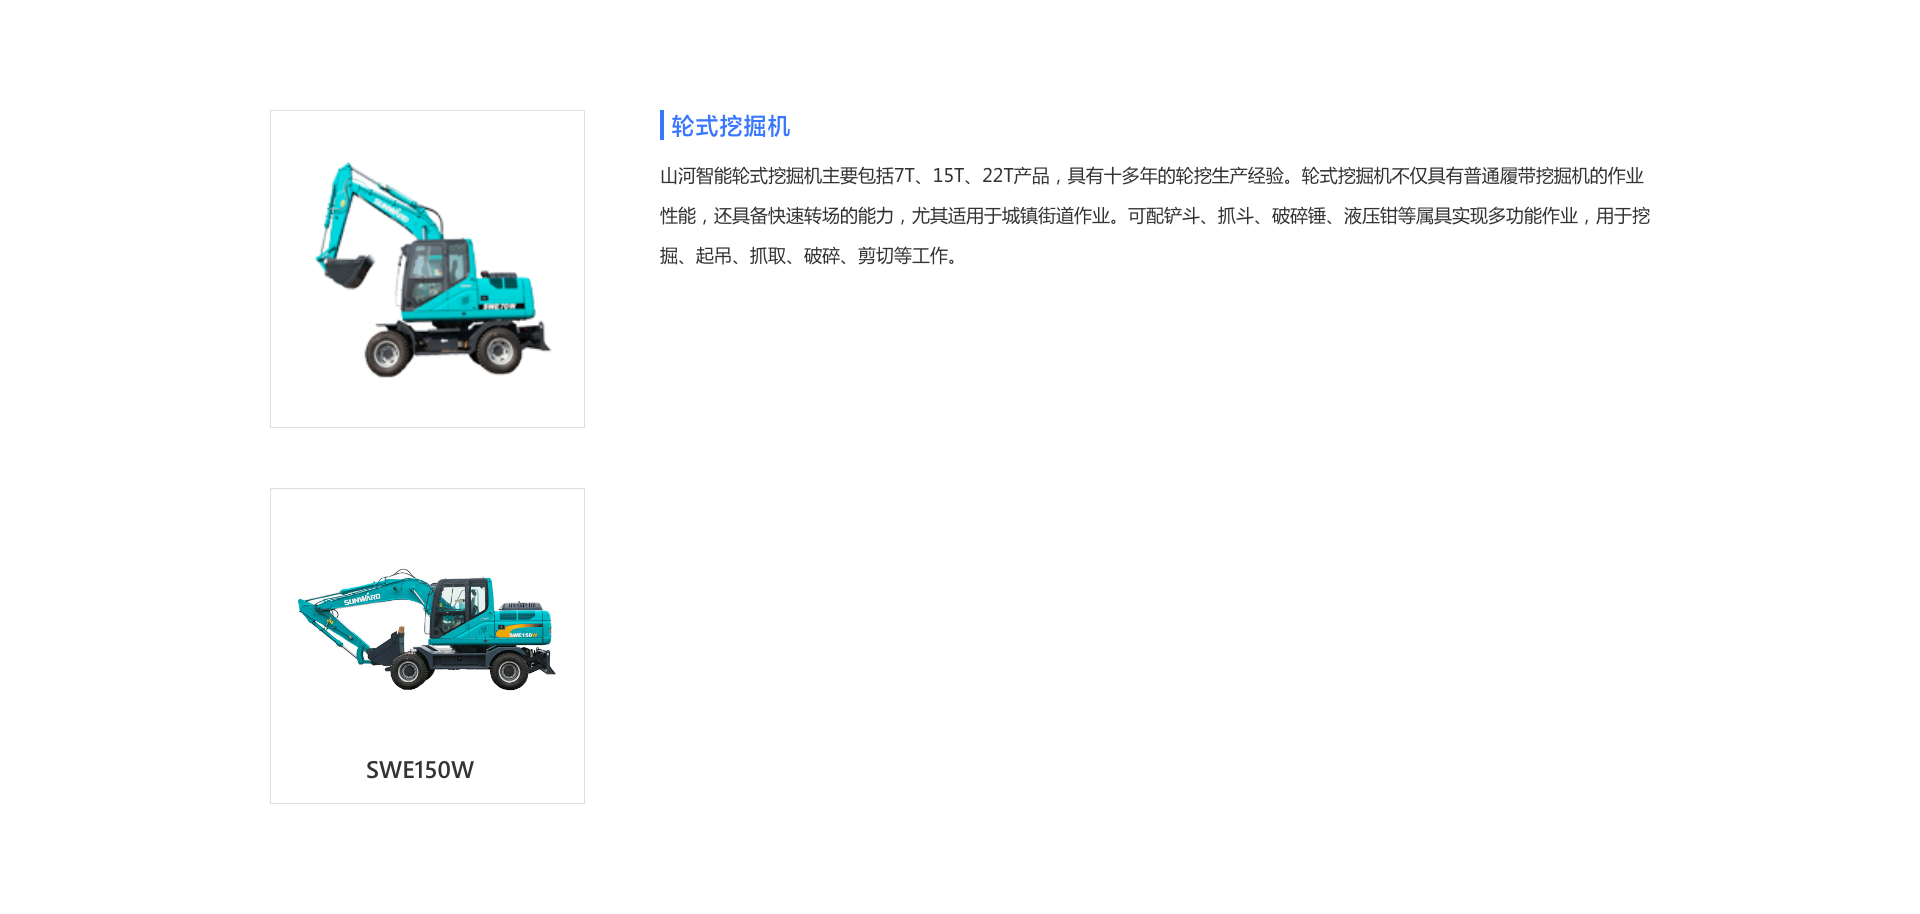 轮式挖掘机
山河智能轮式挖掘机主要包括7T、15T、22T产品，具有十多年的轮挖生产经验。轮式挖掘机不仅具有普通履带挖掘机的作业
性能，还具备快速转场的能力，尤其适用于城镇街道作业。可配铲斗、抓斗、破碎锤、液压钳等属具实现多功能作业，用于挖
掘、起吊、抓取、破碎、剪切等工作。
SUNWARD
SWE70W
SUNWARD
SWE150W
SWE150W